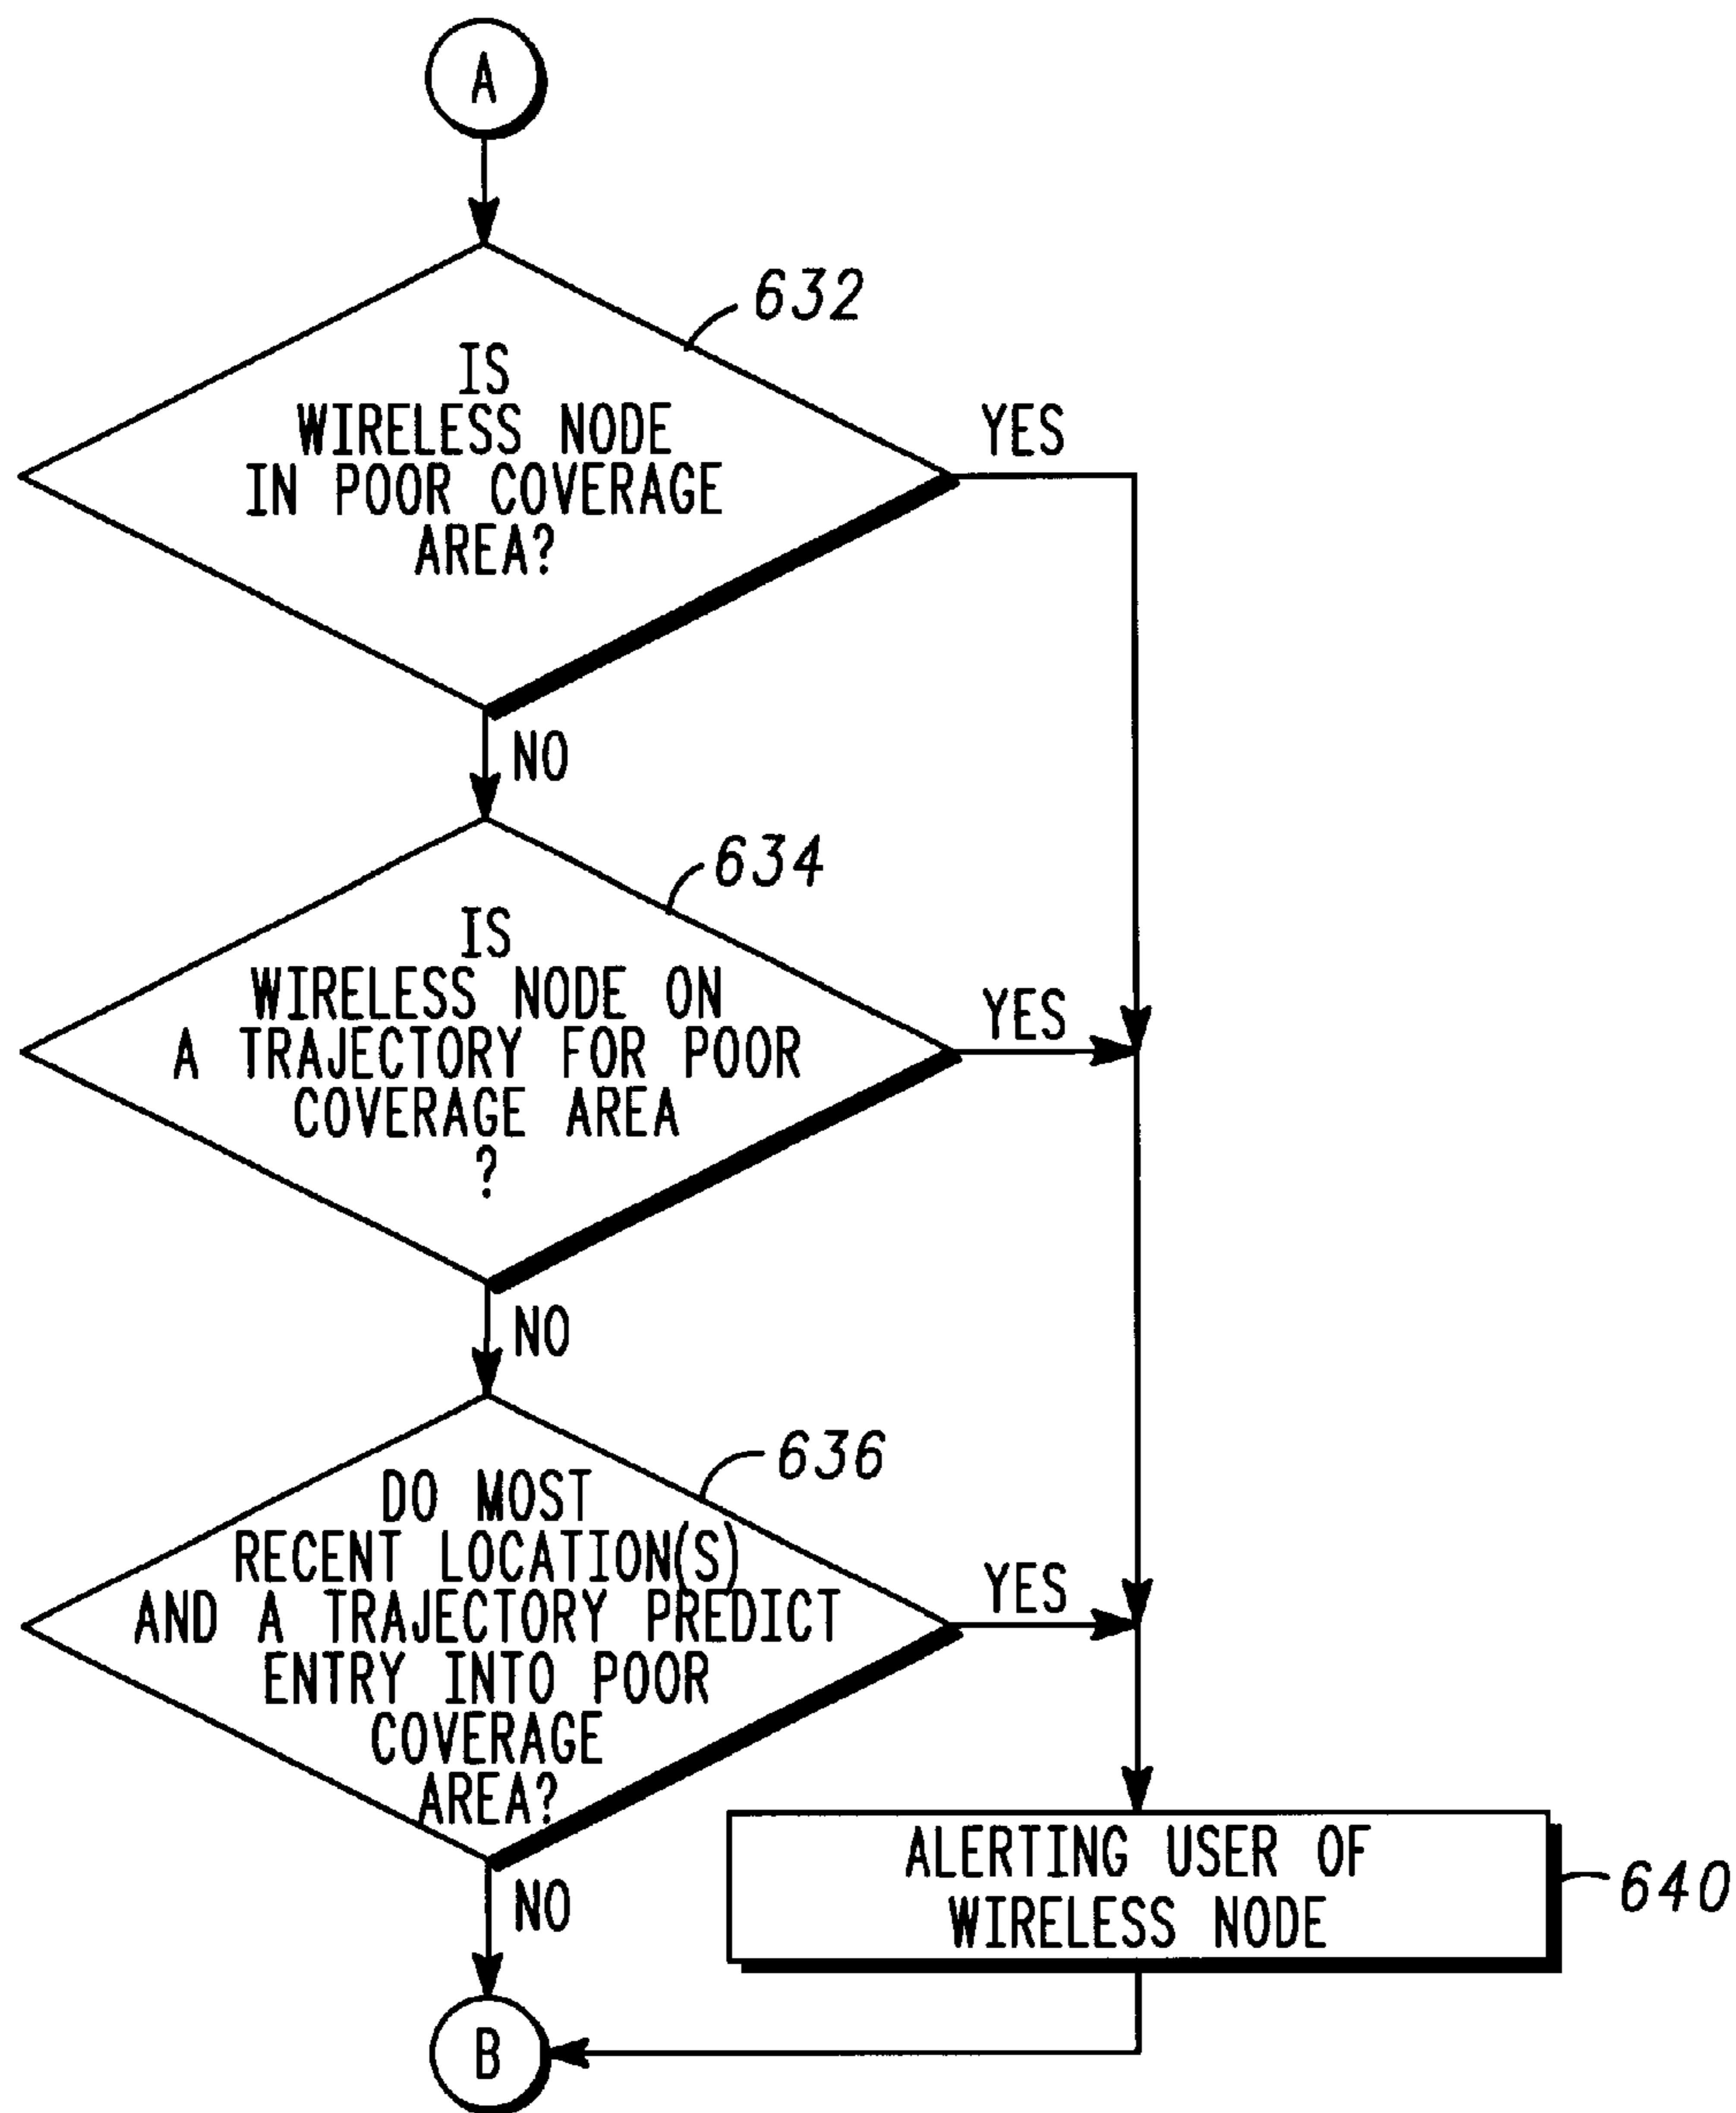 A
632
IS
WIRELESS NODE
IN POOR COVERAGE
AREA?
YES
NO
634
IS
WIRELESS NODE ON
A TRAJECTORY FOR POOR
COVERAGE AREA
?
YES
NO
636
DO MOST
RECENT LOCATION(S)
AND A TRAJECTORY PREDICT
ENTRY INTO POOR
COVERAGE
AREA?
YES
NO
ALERTING USER OF
WIRELESS NODE
640
B